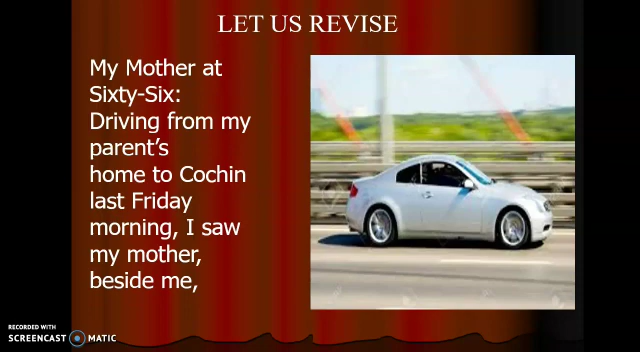 LET US REVISE
My Mother at
Sixty-Six:
Driving from my
parent's
home to Cochin
last Friday
morning, I saw
my mother,
beside me,
RECORDED WITH
SCREENCAST MATIC